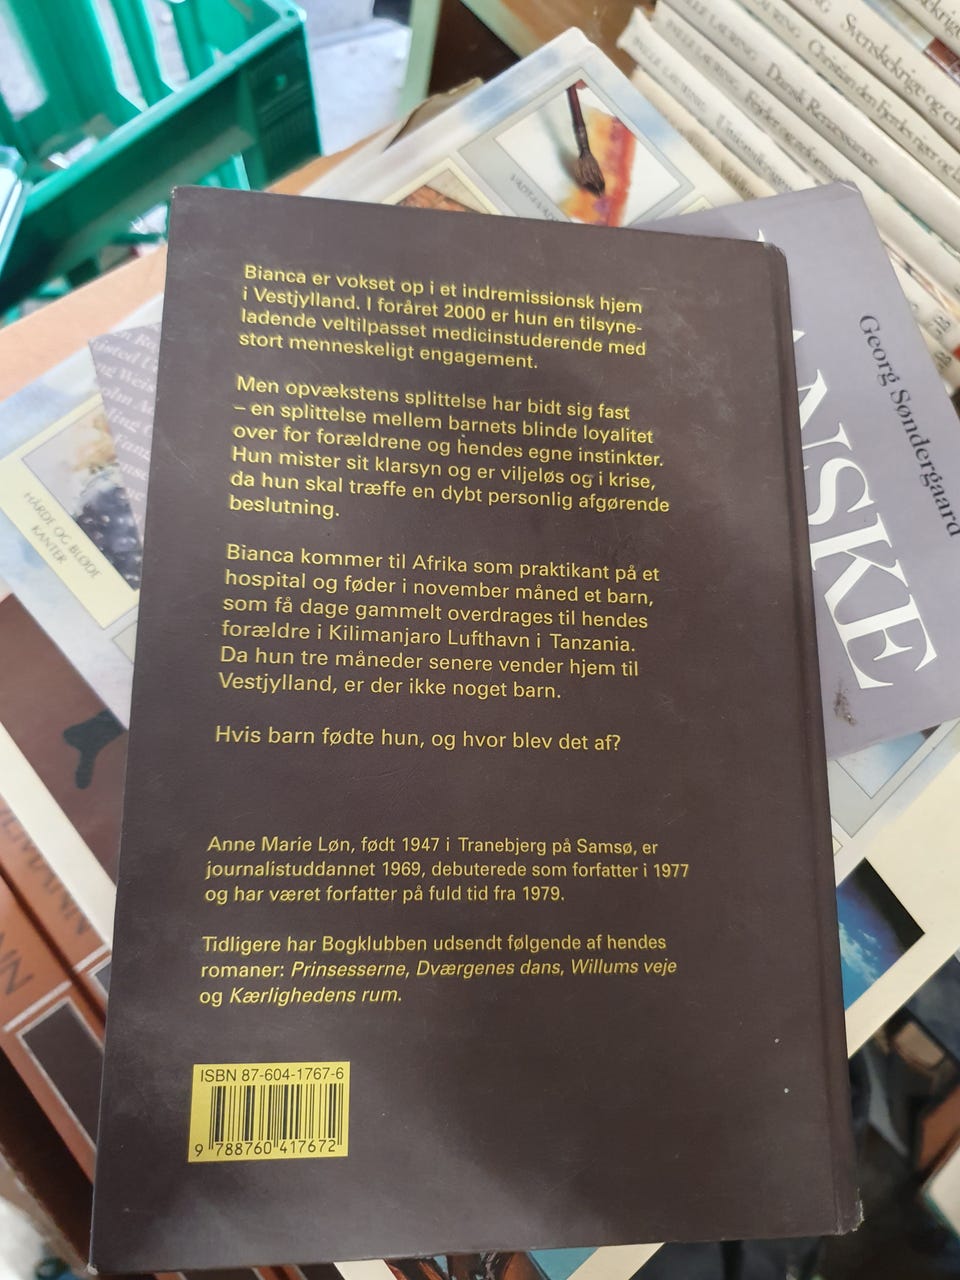 Bianca er vokset op i et indremissionsk hjem
i Vestjylland. I foråret 2000 er hun en tilsyne-
ladende veltilpasset medicinstuderende med
stort menneskeligt engagement.
Men opvækstens splittelse har bidt sig fast
– en splittelse mellem barnets blinde loyalitet
over for forældrene og hendes egne instinkter.
Hun mister sit klarsyn og er viljeløs og i krise,
da hun skal træffe en dybt personlig afgørende
beslutning.
Bianca kommer til Afrika som praktikant på et
hospital og føder i november måned et barn,
som få dage gammelt overdrages til hendes
forældre i Kilimanjaro Lufthavn i Tanzania.
Da hun tre måneder senere vender hjem til
Vestjylland, er der ikke noget barn.
Hvis barn fødte hun, og hvor blev det af?
Anne Marie Løn, født 1947 i Tranebjerg på Samsø, er
journalistuddannet 1969, debuterede som forfatter i 1977
og har været forfatter på fuld tid fra 1979.
Tidligere har Bogklubben udsendt følgende af hendes
romaner: Prinsesserne, Dværgenes dans, Willums veje
og Kærlighedens rum.
ISBN 87-604-1767-6
9 788760 417672
Georg Søndergaard
NSKE
HÅRDE OG BLØDE
KANTER
Dansk Renæssance
Svenskekrige og